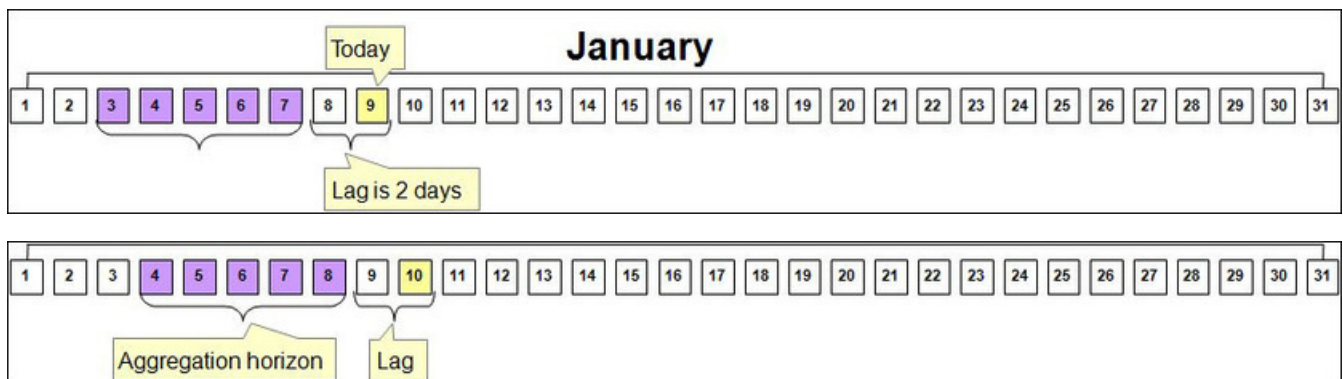 January
Today
1 2 3 4 5 6 7 8 9 10 11 12 13 14 15 16 17 18 19 20 21 22 23 24 25 26 27 28 29 30 31
Lag is 2 days
1 2 3 4 5 6 7 8 9 10 11 12 13 14 15 16 17 18 19 20 21 22 23 24 25 26 27 28 29 30 31
Aggregation horizon Lag